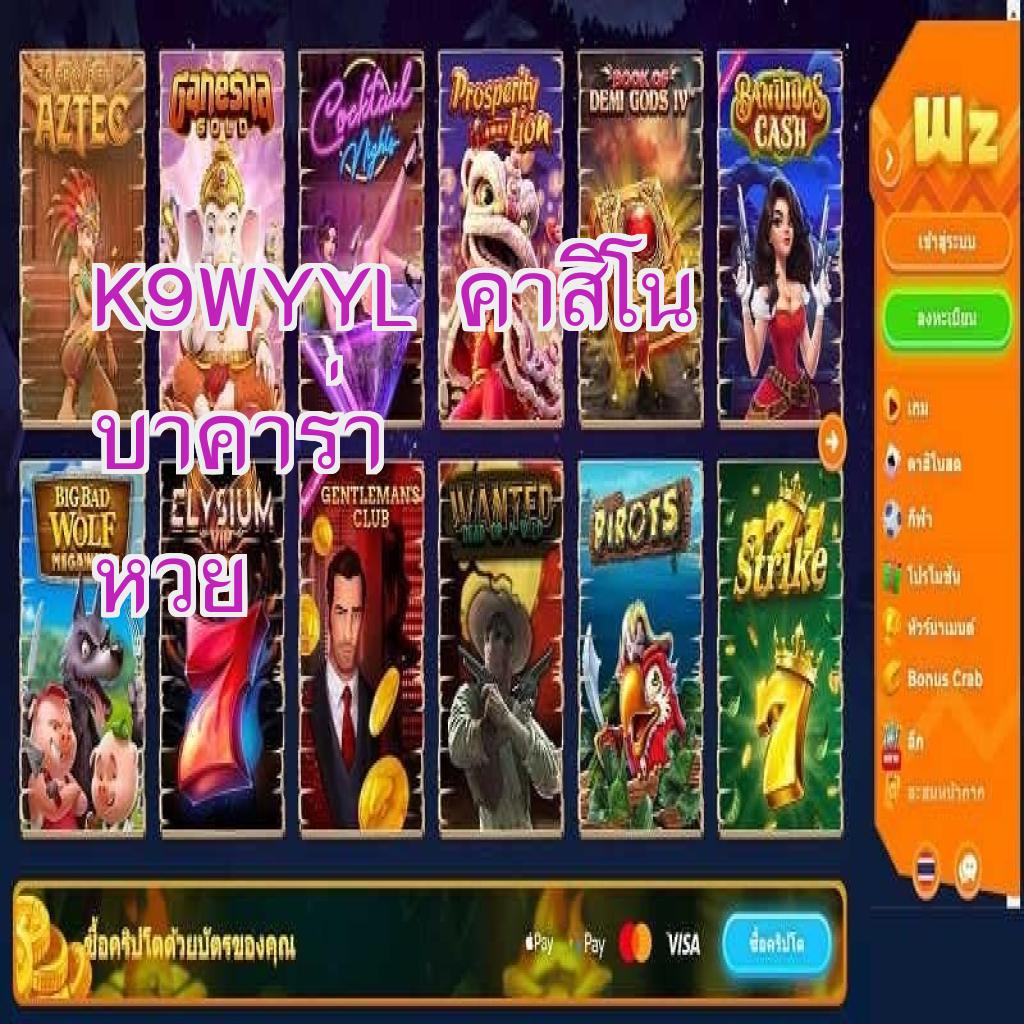 AZTEC
Ganesha
GOLD
Cocktail
Nights
Prosperity
Lion
BOOK OF
DEMI GODS IV
BANDIDOS
CASH
Wz
เข้าสู่ระบบ
ลงทะเบียน
K9WYYL คาสิโน
บาคาร่า
หวย
เกม
คาสิโนสด
กีฬา
โปรโมชั่น
ทัวร์นาเมนต์
Bonus Crab
ลีก
สะสมหน้ากาก
BIG BAD
WOLF
ELYSIUM
VIP
GENTLEMAN'S
CLUB
WANTED
PIROTS
777
Strike
ซื้อคริปโตด้วยบัตรของคุณ
Pay
Pay
VISA
ซื้อคริปโต